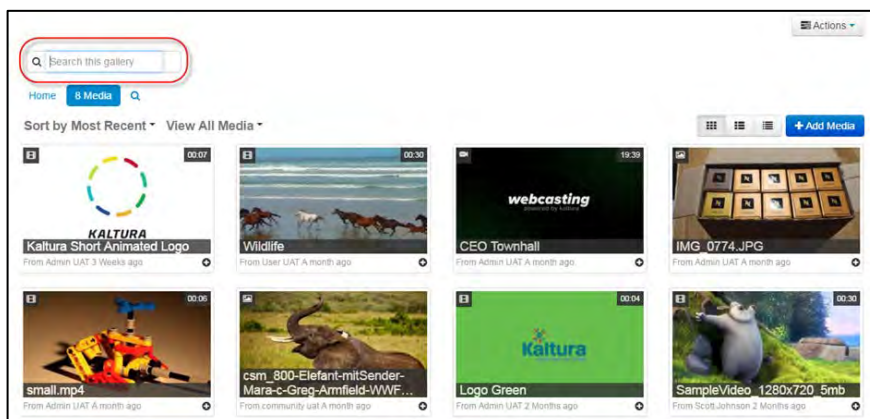 Actions
Search this gallery
Home
8 Media
Sort by Most Recent
View All Media
+ Add Media
00:07
KALTURA
Kaltura Short Animated Logo
From Admin UAT 3 Weeks ago
00:30
Wildlife
From User UAT A month ago
19:39
webcasting
powered by kaltura
CEO Townhall
From Admin UAT A month ago
IMG_0774.JPG
From Admin UAT A month ago
00:06
small.mp4
From Admin UAT A month ago
csm_800-Elefant-mitSender-
Mara-c-Greg-Armfield-WWF...
From community uat A month ago
00:04
Kaltura
Logo Green
From Admin UAT 2 Months ago
00:30
SampleVideo_1280x720_5mb
From ScottJohnson 2 Months ago